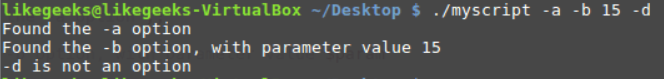 likegeeks@likegeeks-VirtualBox ~/Desktop $ ./myscript -a -b 15 -d
Found the -a option
Found the -b option, with parameter value 15
-d is not an option